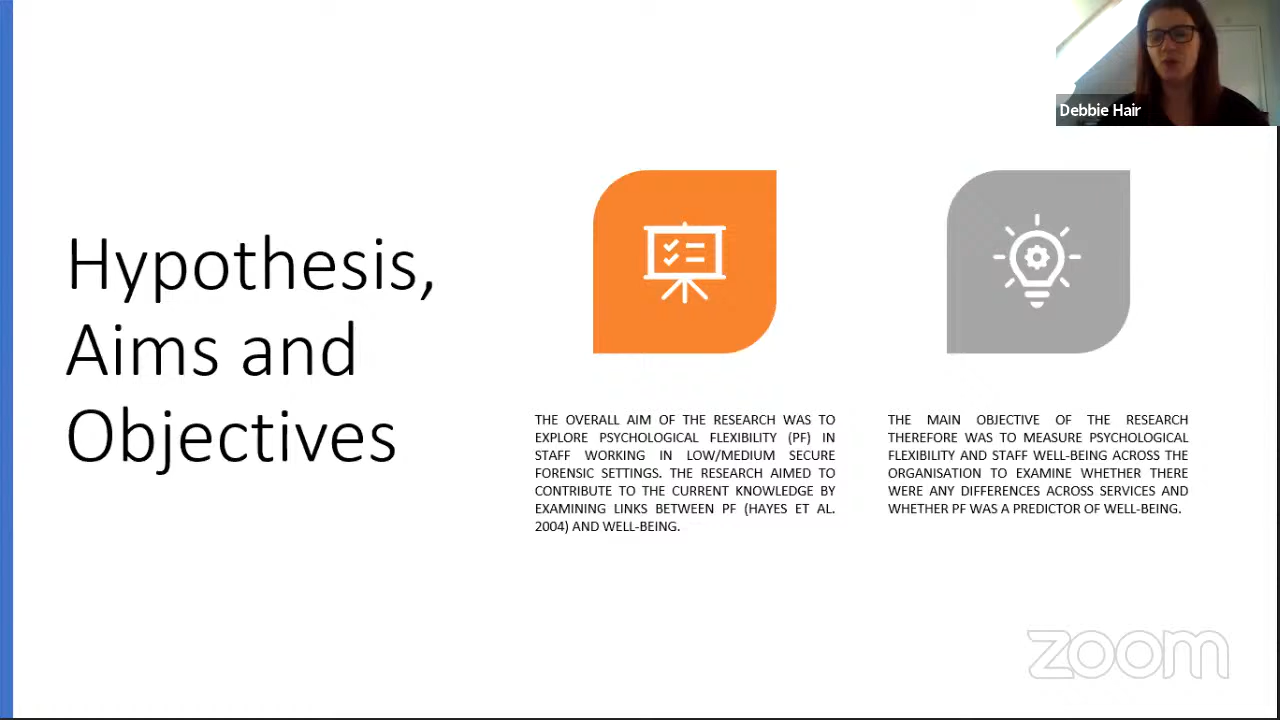 Debbie Hair
Hypothesis,
Aims and
Objectives
THE OVERALL AIM OF THE RESEARCH WAS TO
EXPLORE PSYCHOLOGICAL FLEXIBILITY (PF) IN
STAFF WORKING IN LOW/MEDIUM SECURE
FORENSIC SETTINGS. THE RESEARCH AIMED TO
CONTRIBUTE TO THE CURRENT KNOWLEDGE BY
EXAMINING LINKS BETWEEN PF (HAYES ET AL.
2004) AND WELL-BEING.
THE MAIN OBJECTIVE OF THE RESEARCH
THEREFORE WAS TO MEASURE PSYCHOLOGICAL
FLEXIBILITY AND STAFF WELL-BEING ACROSS THE
ORGANISATION TO EXAMINE WHETHER THERE
WERE ANY DIFFERENCES ACROSS SERVICES AND
WHETHER PF WAS A PREDICTOR OF WELL-BEING.
zoom